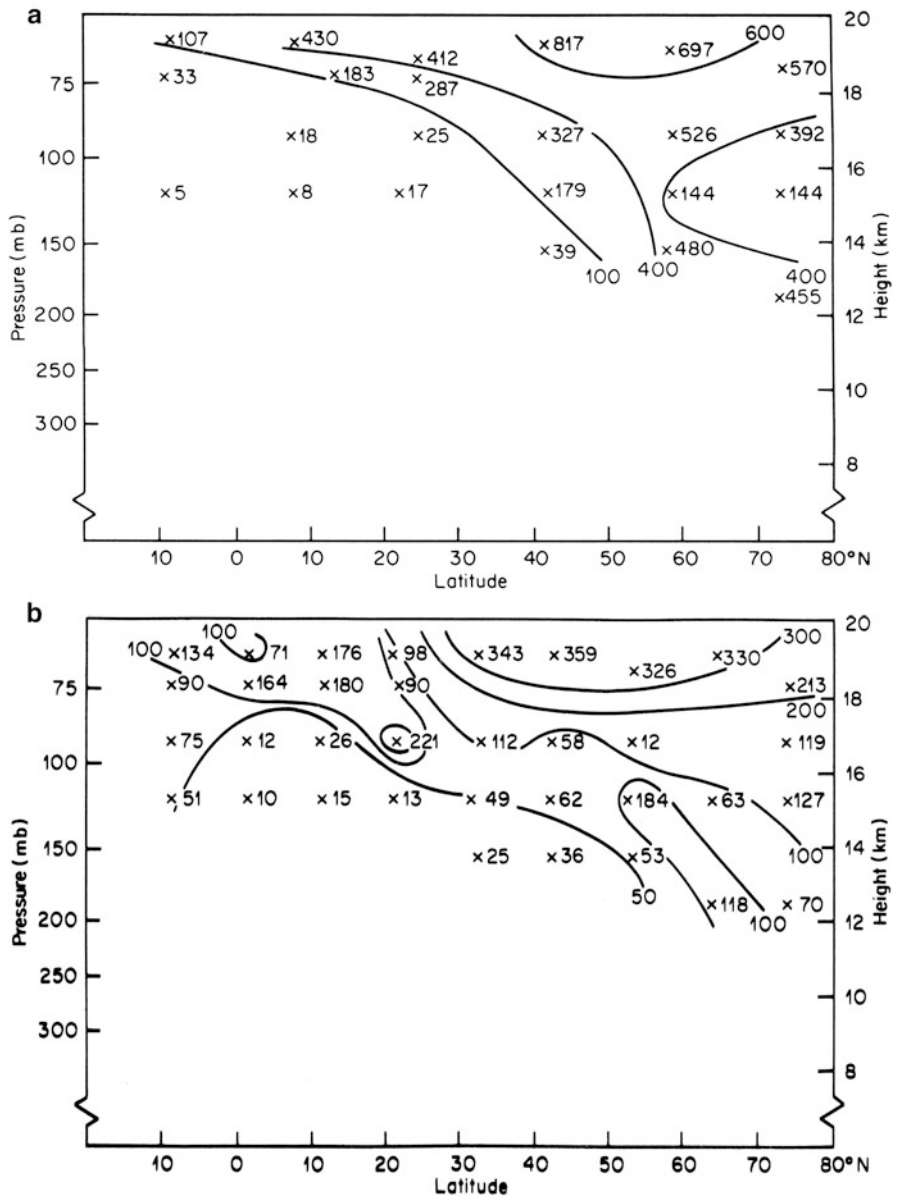 a
20
×107 ×430 ×817 600 ×697
×412 ×570
75 ×33 ×183 ×287 18
×18 ×25 ×327 ×526 ×392
100
16
×5 ×8 ×17 ×179 ×144 ×144
150 ×39 ×480 14
100 400 400
×455
200 12
250
10
300
8
Pressure (mb)
Height (km)
10 0 10 20 30 40 50 60 70 80°N
Latitude
b
20
100 100 300
×134 ×71 ×176 ×98 ×343 ×359 ×330
×326
75 ×90 ×164 ×180 ×90 ×213
200 18
×75 ×12 ×26 ×221 ×112 ×58 ×12 ×119
100
16
×51 ×10 ×15 ×13 ×49 ×62 ×184 ×63 ×127
150 ×25 ×36 ×53 100 14
50 ×118 ×70
100
200 12
250
10
300
8
Pressure (mb)
Height (km)
10 0 10 20 30 40 50 60 70 80°N
Latitude